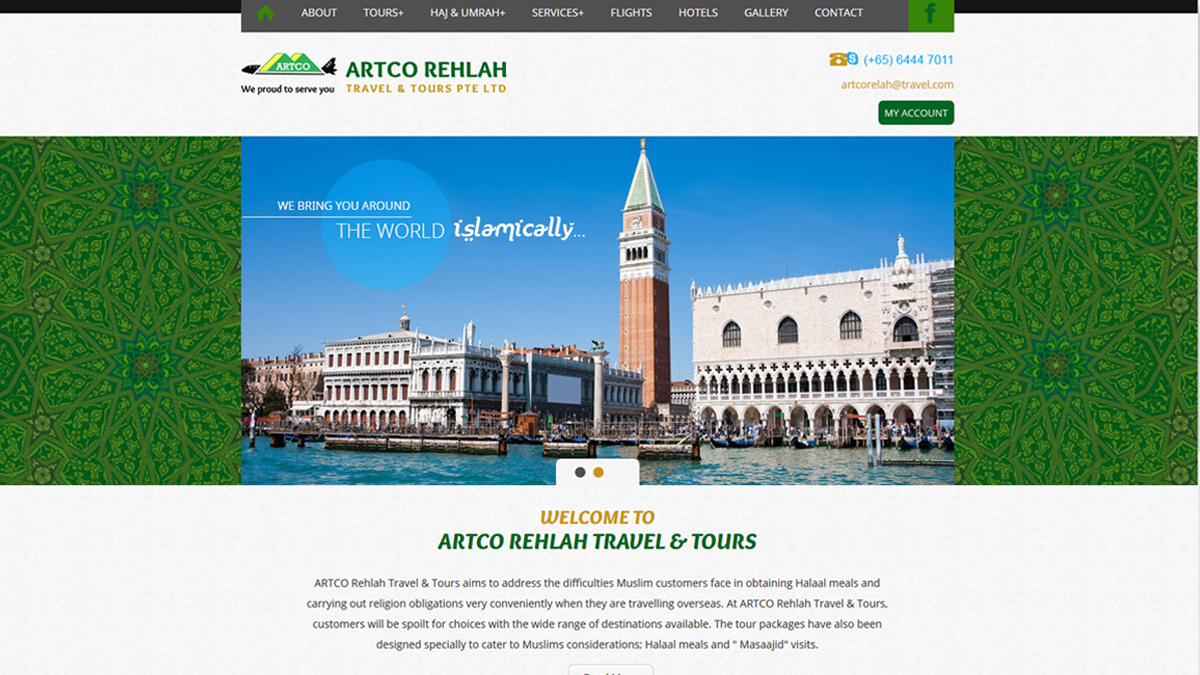 ABOUT TOURS+ HAJ & UMRAH+ SERVICES+ FLIGHTS HOTELS GALLERY CONTACT f
ARTCO
We proud to serve you
ARTCO REHLAH
TRAVEL & TOURS PTE LTD
(+65) 6444 7011
artcorelah@travel.com
MY ACCOUNT
WE BRING YOU AROUND
THE WORLD islamically...
WELCOME TO
ARTCO REHLAH TRAVEL & TOURS
ARTCO Rehlah Travel & Tours aims to address the difficulties Muslim customers face in obtaining Halaal meals and
carrying out religion obligations very conveniently when they are travelling overseas. At ARTCO Rehlah Travel & Tours,
customers will be spoilt for choices with the wide range of destinations available. The tour packages have also been
designed specially to cater to Muslims considerations; Halaal meals and " Masaajid" visits.